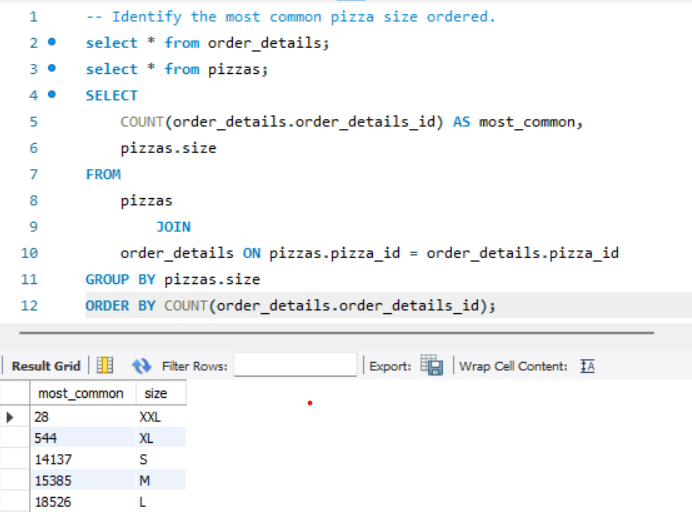 1 -- Identify the most common pizza size ordered.
2 select * from order_details;
3 select * from pizzas;
4 SELECT
5 COUNT(order_details.order_details_id) AS most_common,
6 pizzas.size
7 FROM
8 pizzas
9 JOIN
10 order_details ON pizzas.pizza_id = order_details.pizza_id
11 GROUP BY pizzas.size
12 ORDER BY COUNT(order_details.order_details_id);
Result Grid Filter Rows: Export: Wrap Cell Content: IA
most_common size
28 XXL
544 XL
14137 S
15385 M
18526 L